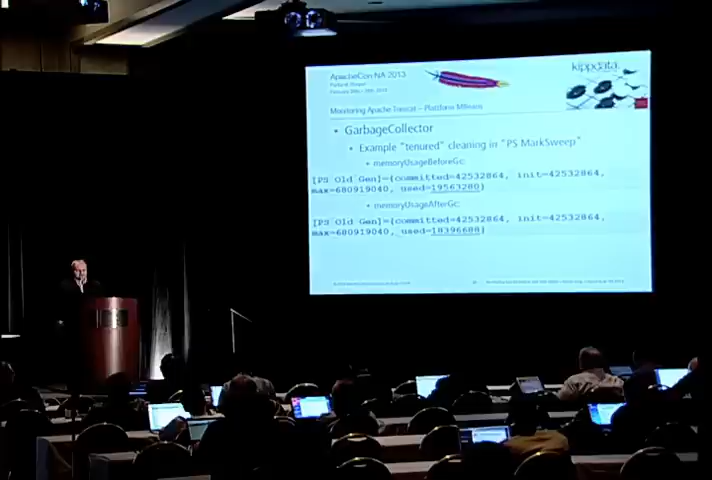 ApacheCon NA 2013
kippdata
Monitoring Apache Tomcat – Platform MBeans
• GarbageCollector
• Example "tenured" cleaning in "PS MarkSweep"
• memoryUsageBeforeGc:
[PS Old Gen]={committed=42532864, init=42532864,
max=680919040, used=19563280}
• memoryUsageAfterGc:
[PS Old Gen]={committed=42532864, init=42532864,
max=680919040, used=18396688}